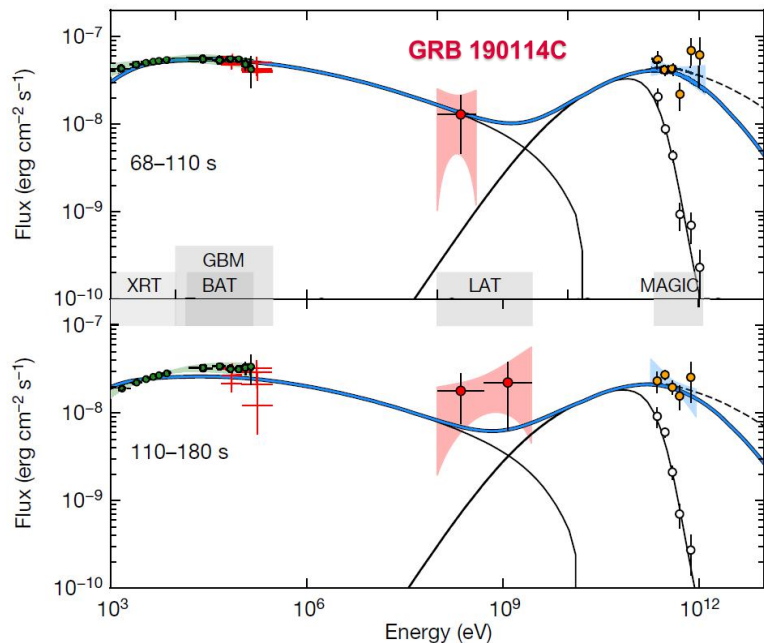 GRB 190114C
10⁻⁷
10⁻⁸
10⁻⁹
10⁻¹⁰
Flux (erg cm⁻² s⁻¹)
68–110 s
GBM
XRT BAT LAT MAGIC
10⁻⁷
10⁻⁸
10⁻⁹
10⁻¹⁰
Flux (erg cm⁻² s⁻¹)
110–180 s
10³ 10⁶ 10⁹ 10¹²
Energy (eV)